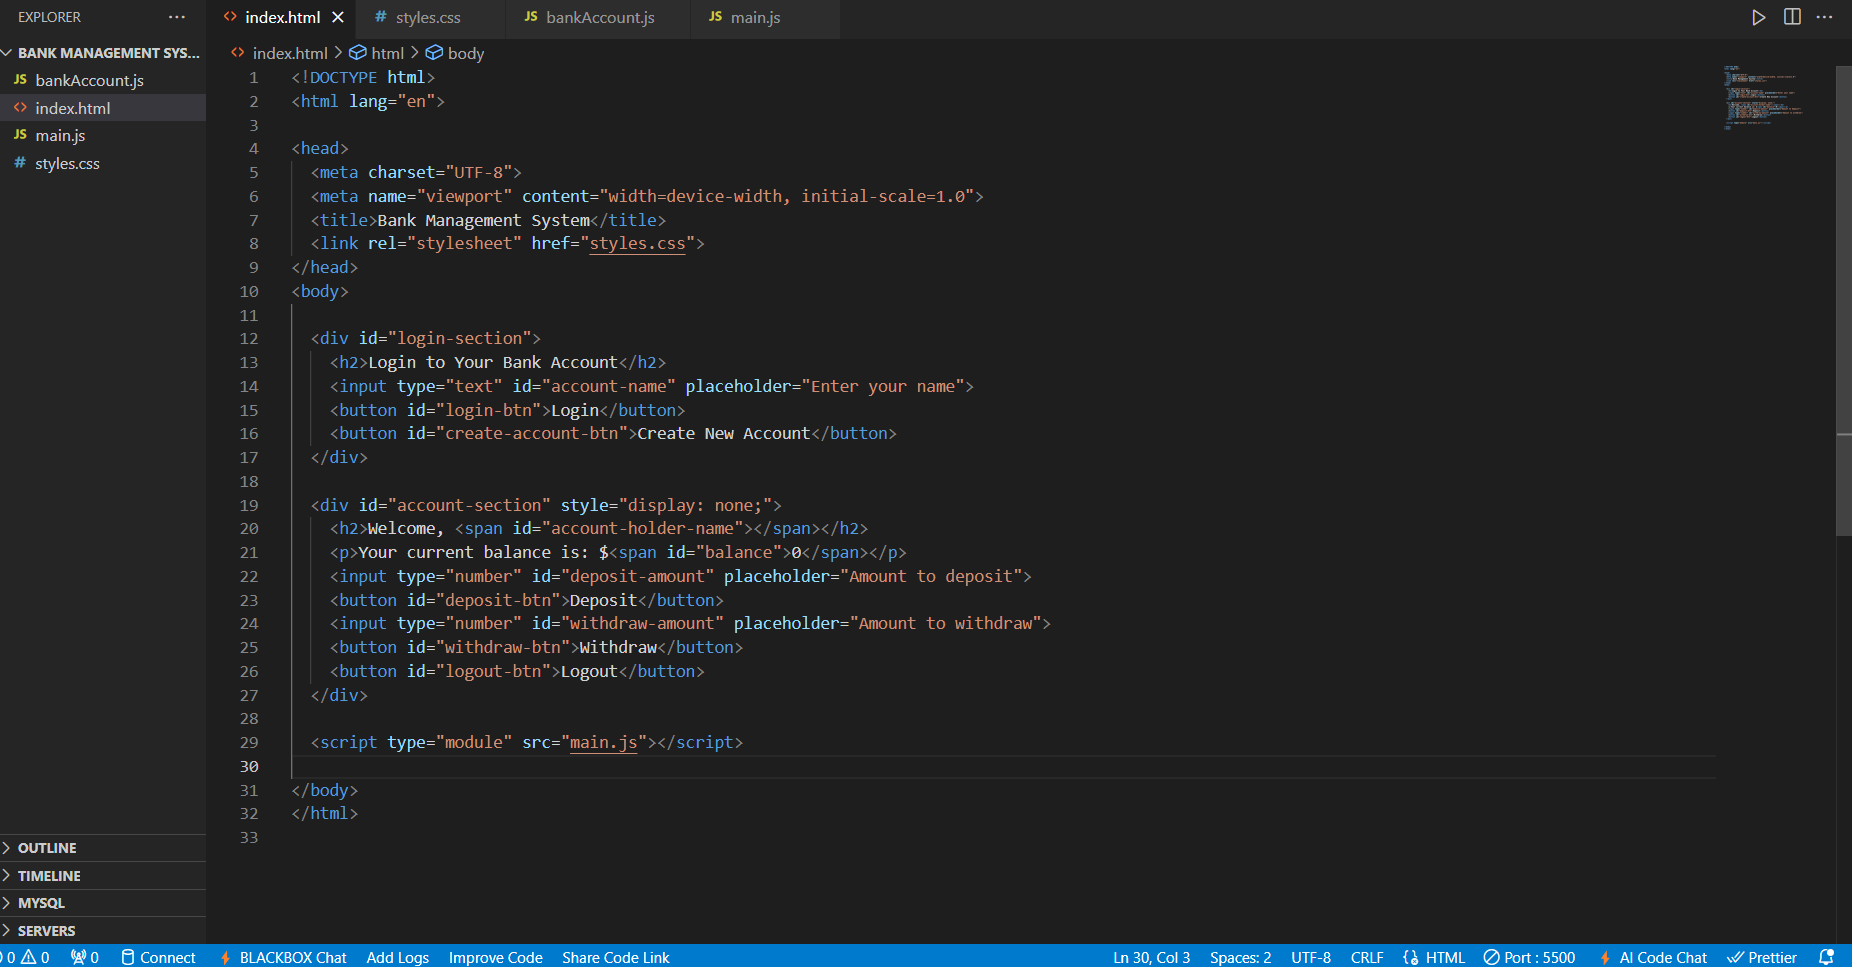 EXPLORER
BANK MANAGEMENT SYS...
JS bankAccount.js
<> index.html
JS main.js
# styles.css
OUTLINE
TIMELINE
MYSQL
SERVERS
<> index.html
# styles.css
JS bankAccount.js
JS main.js
<> index.html > html > body
1 <!DOCTYPE html>
2 <html lang="en">
3
4 <head>
5 <meta charset="UTF-8">
6 <meta name="viewport" content="width=device-width, initial-scale=1.0">
7 <title>Bank Management System</title>
8 <link rel="stylesheet" href="styles.css">
9 </head>
10 <body>
11
12 <div id="login-section">
13 <h2>Login to Your Bank Account</h2>
14 <input type="text" id="account-name" placeholder="Enter your name">
15 <button id="login-btn">Login</button>
16 <button id="create-account-btn">Create New Account</button>
17 </div>
18
19 <div id="account-section" style="display: none;">
20 <h2>Welcome, <span id="account-holder-name"></span></h2>
21 <p>Your current balance is: $<span id="balance">0</span></p>
22 <input type="number" id="deposit-amount" placeholder="Amount to deposit">
23 <button id="deposit-btn">Deposit</button>
24 <input type="number" id="withdraw-amount" placeholder="Amount to withdraw">
25 <button id="withdraw-btn">Withdraw</button>
26 <button id="logout-btn">Logout</button>
27 </div>
28
29 <script type="module" src="main.js"></script>
30
31 </body>
32 </html>
33
0 0 0 Connect BLACKBOX Chat Add Logs Improve Code Share Code Link Ln 30, Col 3 Spaces: 2 UTF-8 CRLF HTML Port : 5500 AI Code Chat Prettier